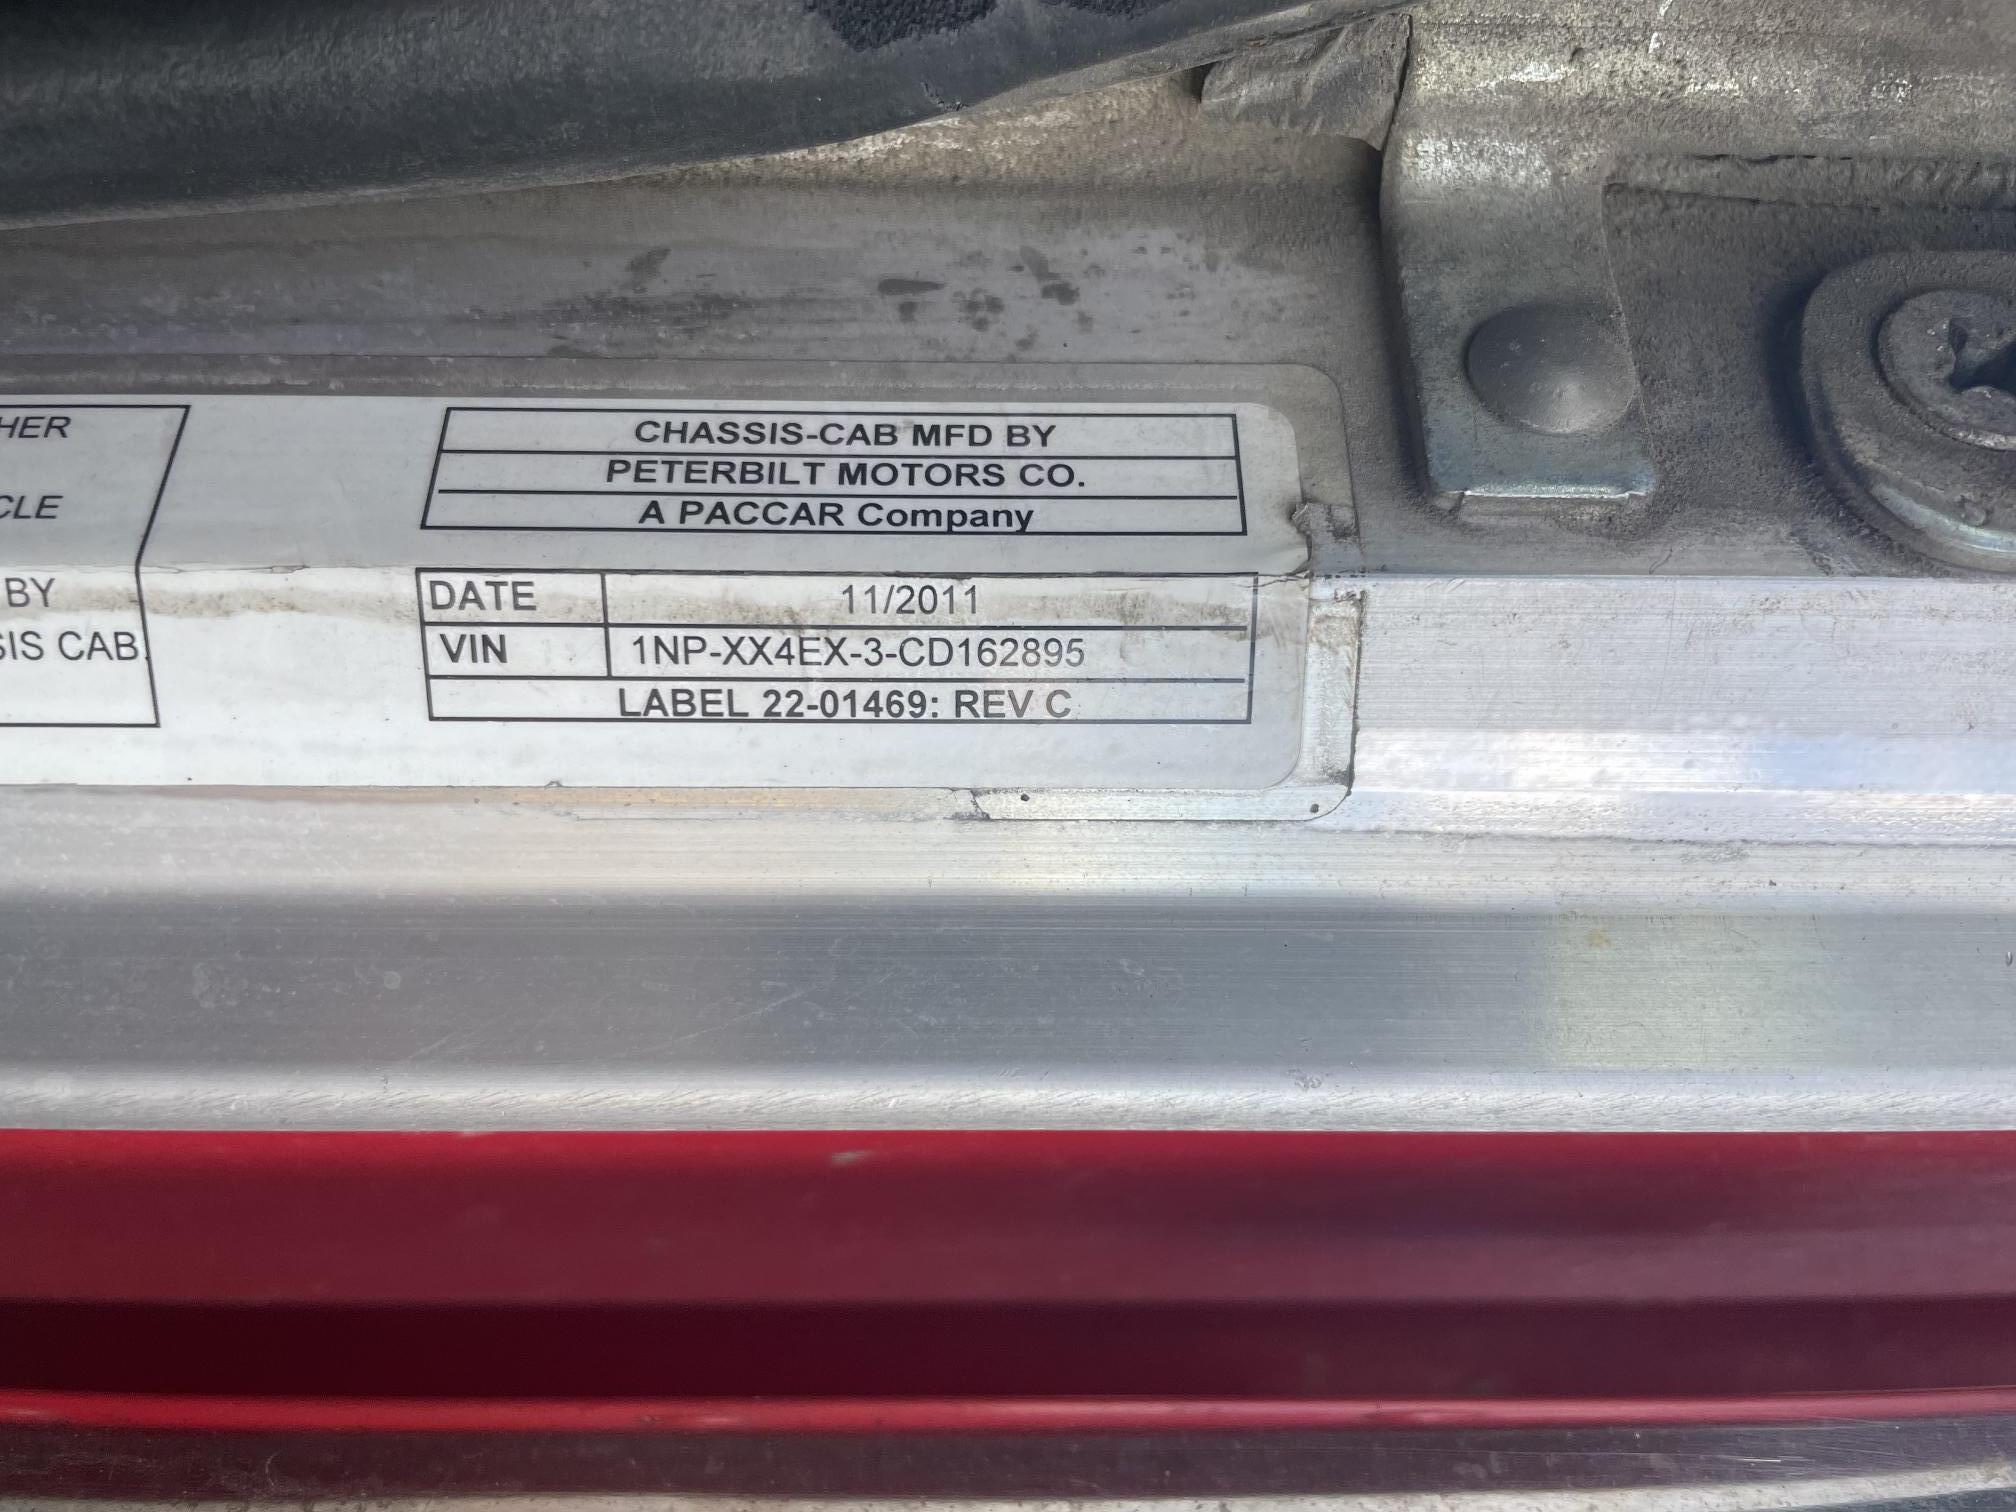 HER
CLE
BY
SIS CAB.
CHASSIS-CAB MFD BY
PETERBILT MOTORS CO.
A PACCAR Company
DATE 11/2011
VIN 1NP-XX4EX-3-CD162895
LABEL 22-01469: REV C